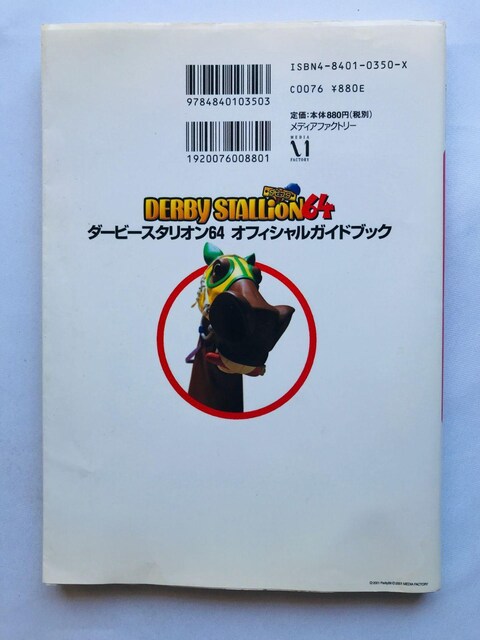 ISBN4-8401-0350-X
9784840103503
C0076 ¥880E
定価:本体880円(税別)
メディアファクトリー
MEDIA
FACTORY
1920076008801
DERBY STALLION64
ダービースタリオン64 オフィシャルガイドブック